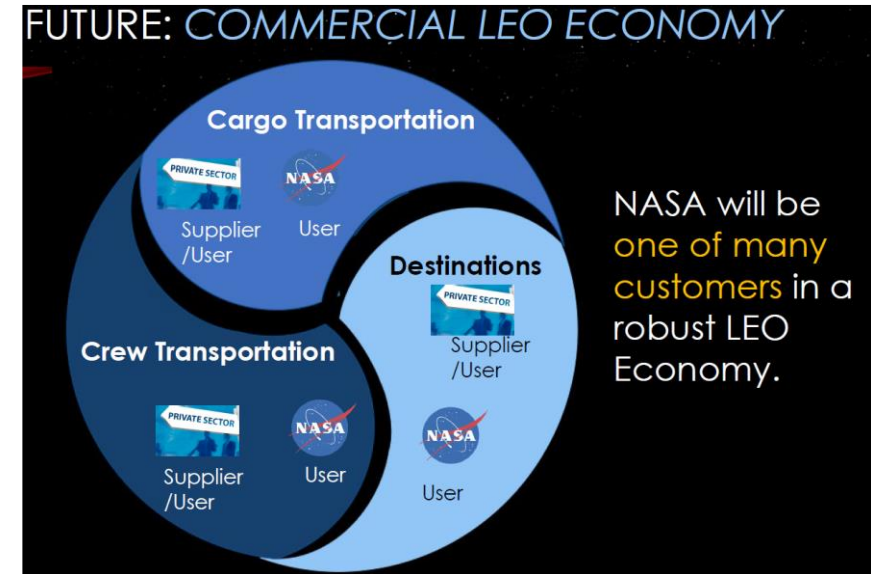 FUTURE: COMMERCIAL LEO ECONOMY
Cargo Transportation
PRIVATE SECTOR
NASA
Supplier
/User
User
Destinations
PRIVATE SECTOR
Supplier
/User
NASA
User
Crew Transportation
PRIVATE SECTOR
NASA
Supplier
/User
User
NASA will be
one of many
customers in a
robust LEO
Economy.